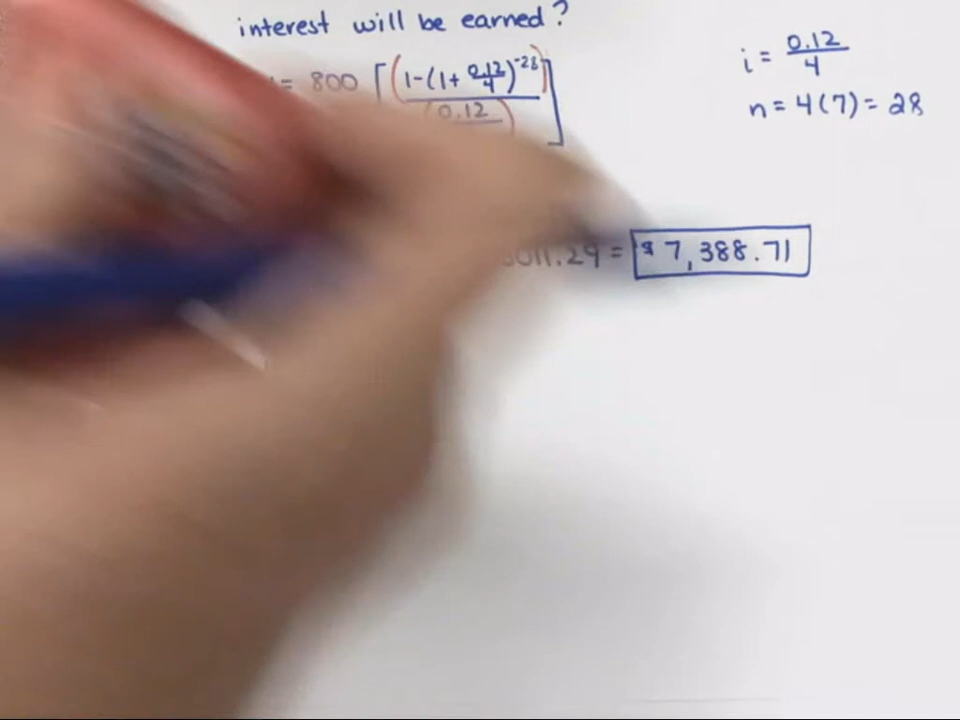 interest will be earned?
= 800 [(1-(1+ 0.12/4)^-28) / (0.12
i = 0.12/4
n = 4(7) = 28
011.29 = $7,388.71